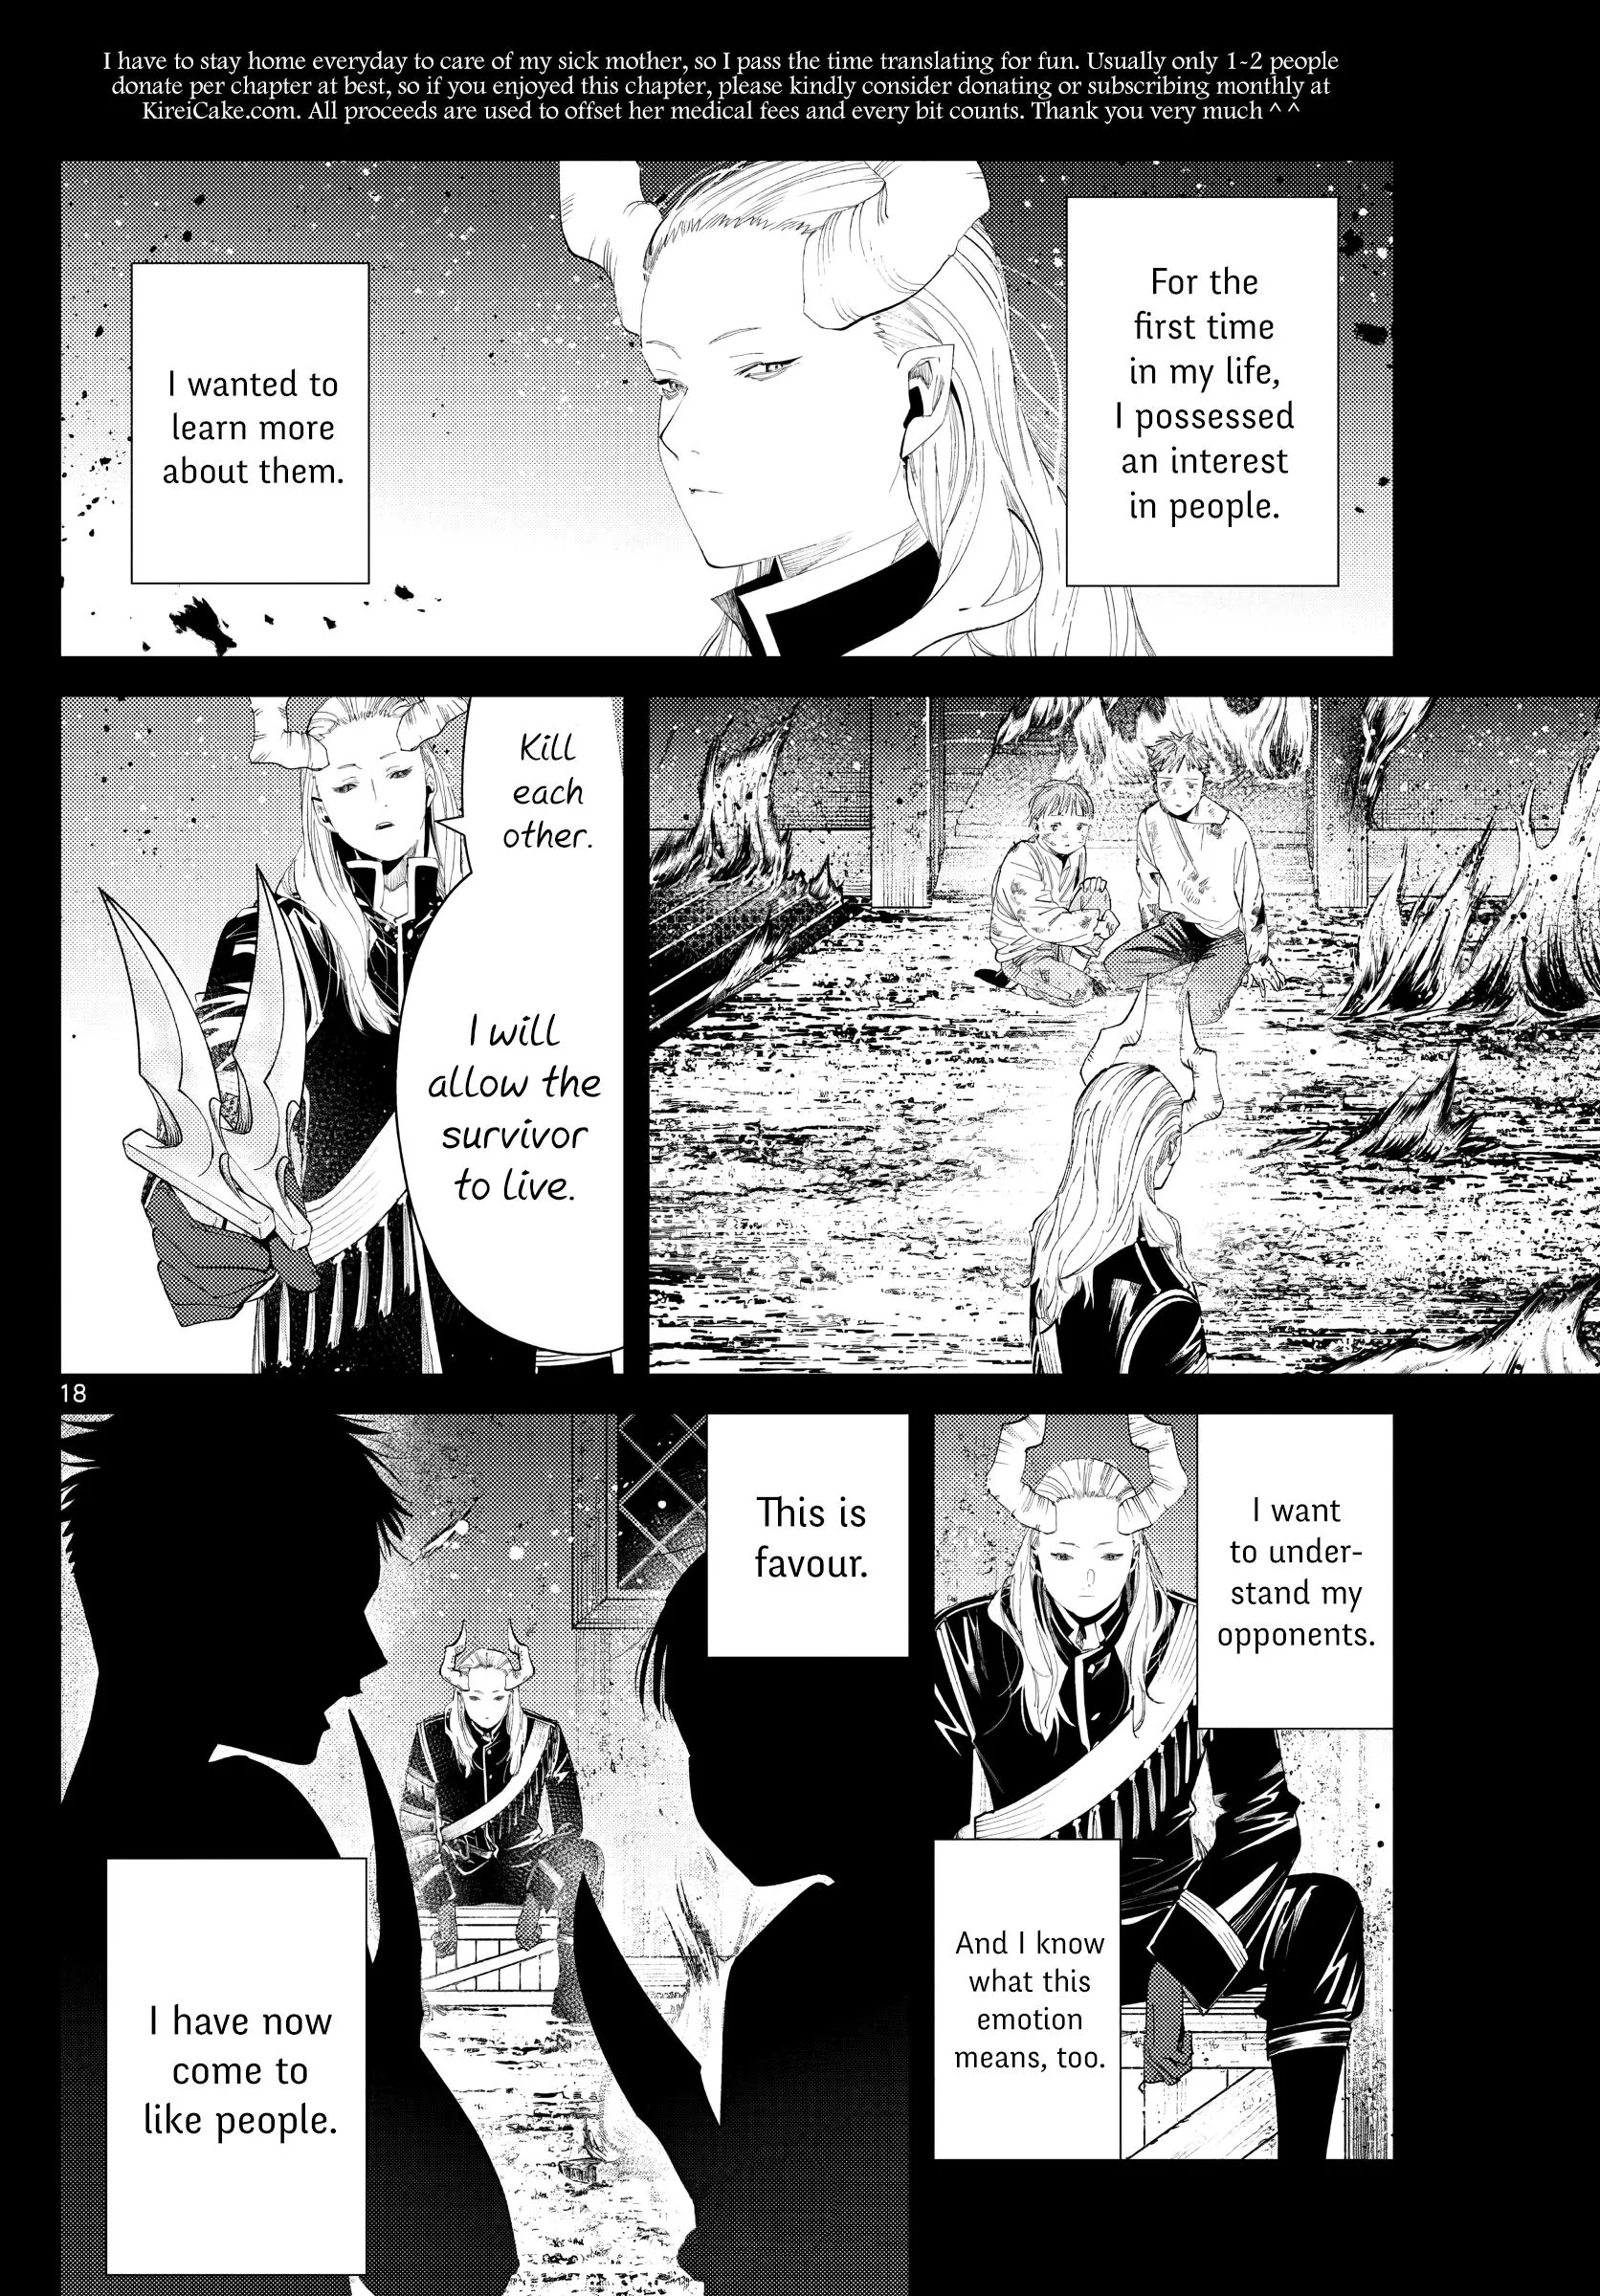 I have to stay home everyday to care of my sick mother, so I pass the time translating for fun. Usually only 1-2 people
donate per chapter at best, so if you enjoyed this chapter, please kindly consider donating or subscribing monthly at
KireiCake.com. All proceeds are used to offset her medical fees and every bit counts. Thank you very much ^ ^
For the
first time
in my life,
I possessed
an interest
in people.
I wanted to
learn more
about them.
Kill
each
other.
I will
allow the
survivor
to live.
18
I want
to under-
stand my
opponents.
And I know
what this
emotion
means, too.
This is
favour.
I have now
come to
like people.